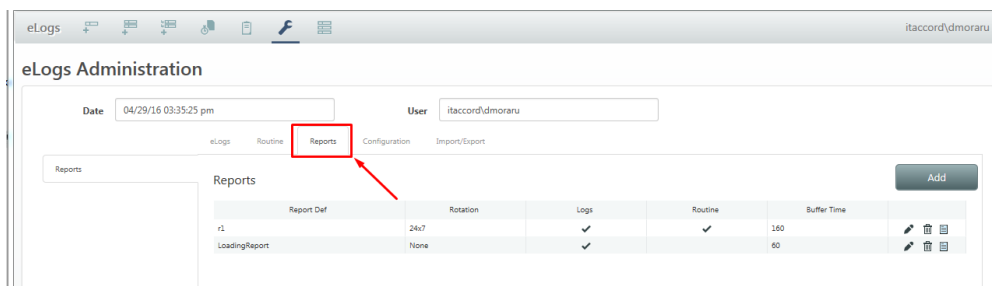 eLogs itaccord\dmoraru
eLogs Administration
Date 04/29/16 03:35:25 pm User itaccord\dmoraru
eLogs Routine Reports Configuration Import/Export
Reports
Reports Add
Report Def Rotation Logs Routine Buffer Time
r1 24x7 160
LoadingReport None 60